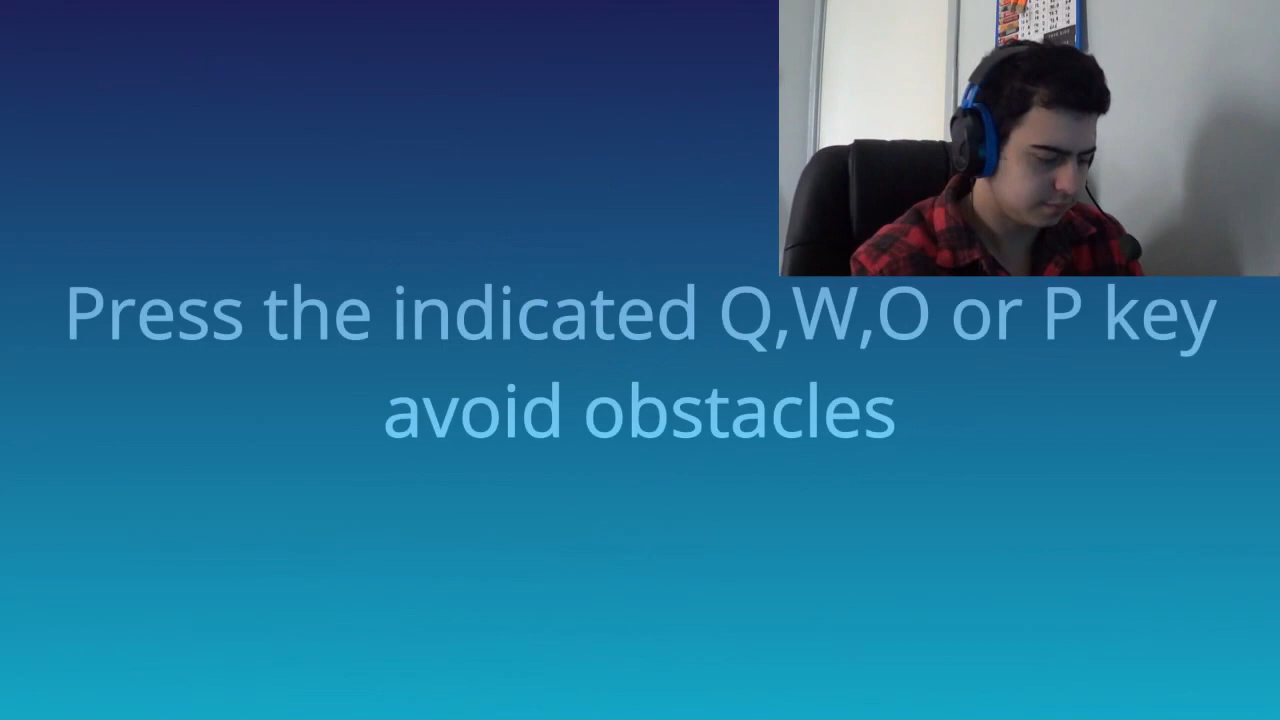 Press the indicated Q,W,O or P key
avoid obstacles